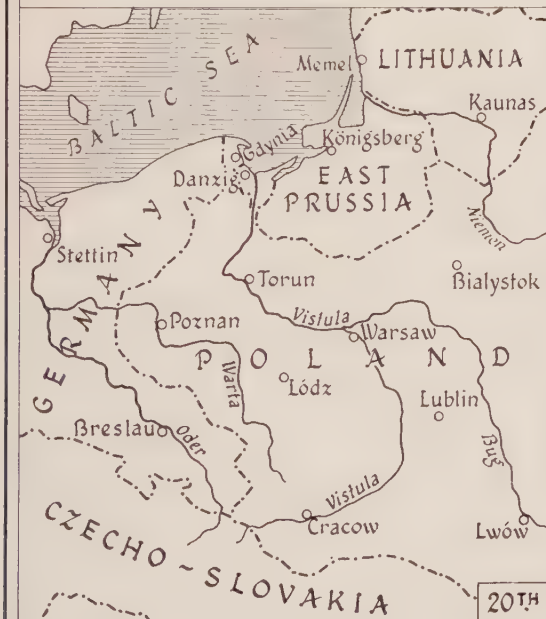 BALTIC SEA
Memel
LITHUANIA
Kaunas
Gdynia
Königsberg
Danzig
EAST
PRUSSIA
Niemen
Stettin
GERMANY
Torun
Białystok
Vistula
Poznan
Warsaw
POLAND
Warta
Lódz
Lublin
Bug
Breslau
Oder
Vistula
Cracow
Lwów
CZECHO-SLOVAKIA
20TH